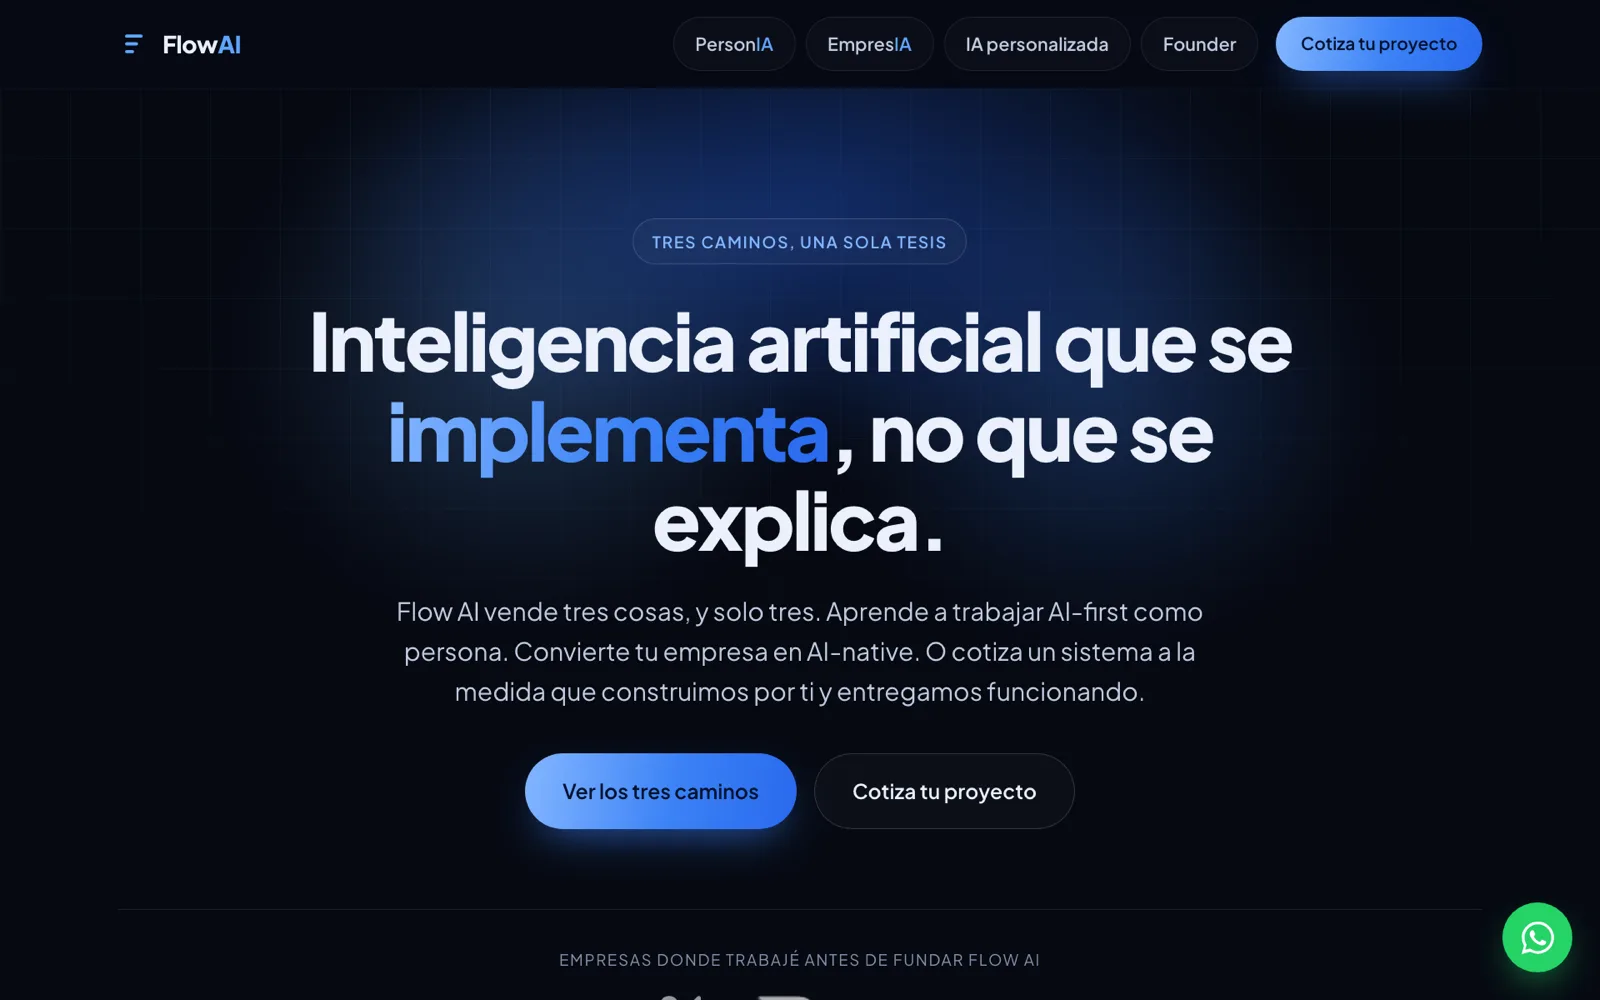 FlowAI
PersonIA
EmpresIA
IA personalizada
Founder
Cotiza tu proyecto
TRES CAMINOS, UNA SOLA TESIS
Inteligencia artificial que se
implementa, no que se
explica.
Flow AI vende tres cosas, y solo tres. Aprende a trabajar AI-first como
persona. Convierte tu empresa en AI-native. O cotiza un sistema a la
medida que construimos por ti y entregamos funcionando.
Ver los tres caminos
Cotiza tu proyecto
EMPRESAS DONDE TRABAJÉ ANTES DE FUNDAR FLOW AI